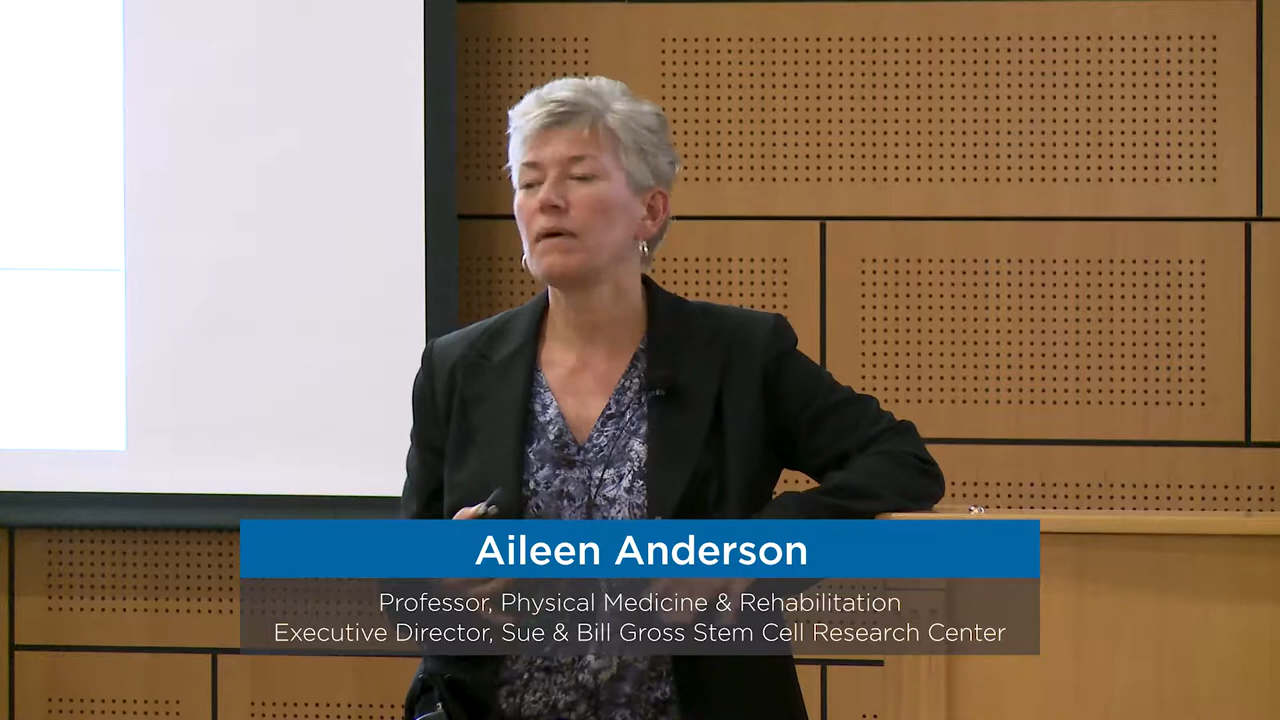 Aileen Anderson
Professor, Physical Medicine & Rehabilitation
Executive Director, Sue & Bill Gross Stem Cell Research Center